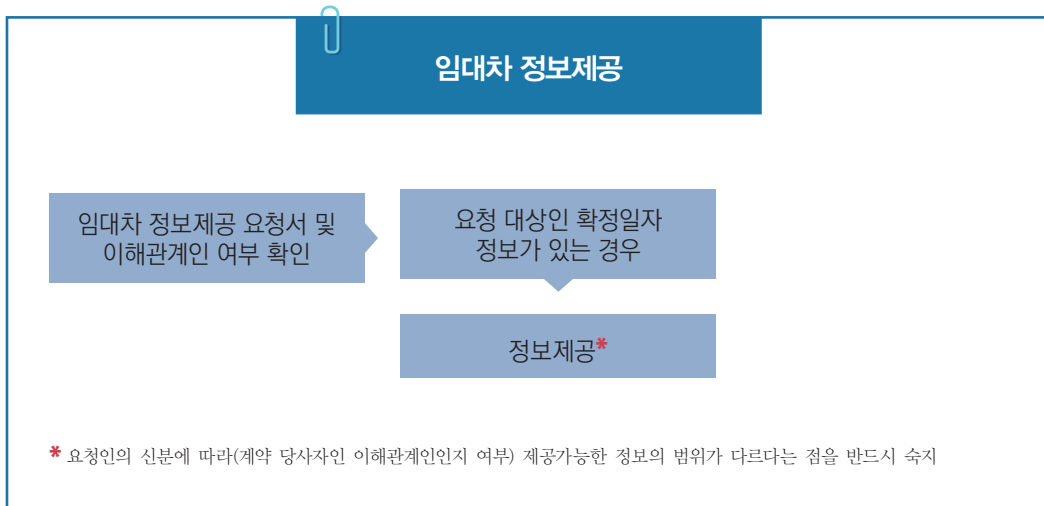 임대차 정보제공
임대차 정보제공 요청서 및
이해관계인 여부 확인
요청 대상인 확정일자
정보가 있는 경우
정보제공*
* 요청인의 신분에 따라(계약 당사자인 이해관계인인지 여부) 제공가능한 정보의 범위가 다르다는 점을 반드시 숙지